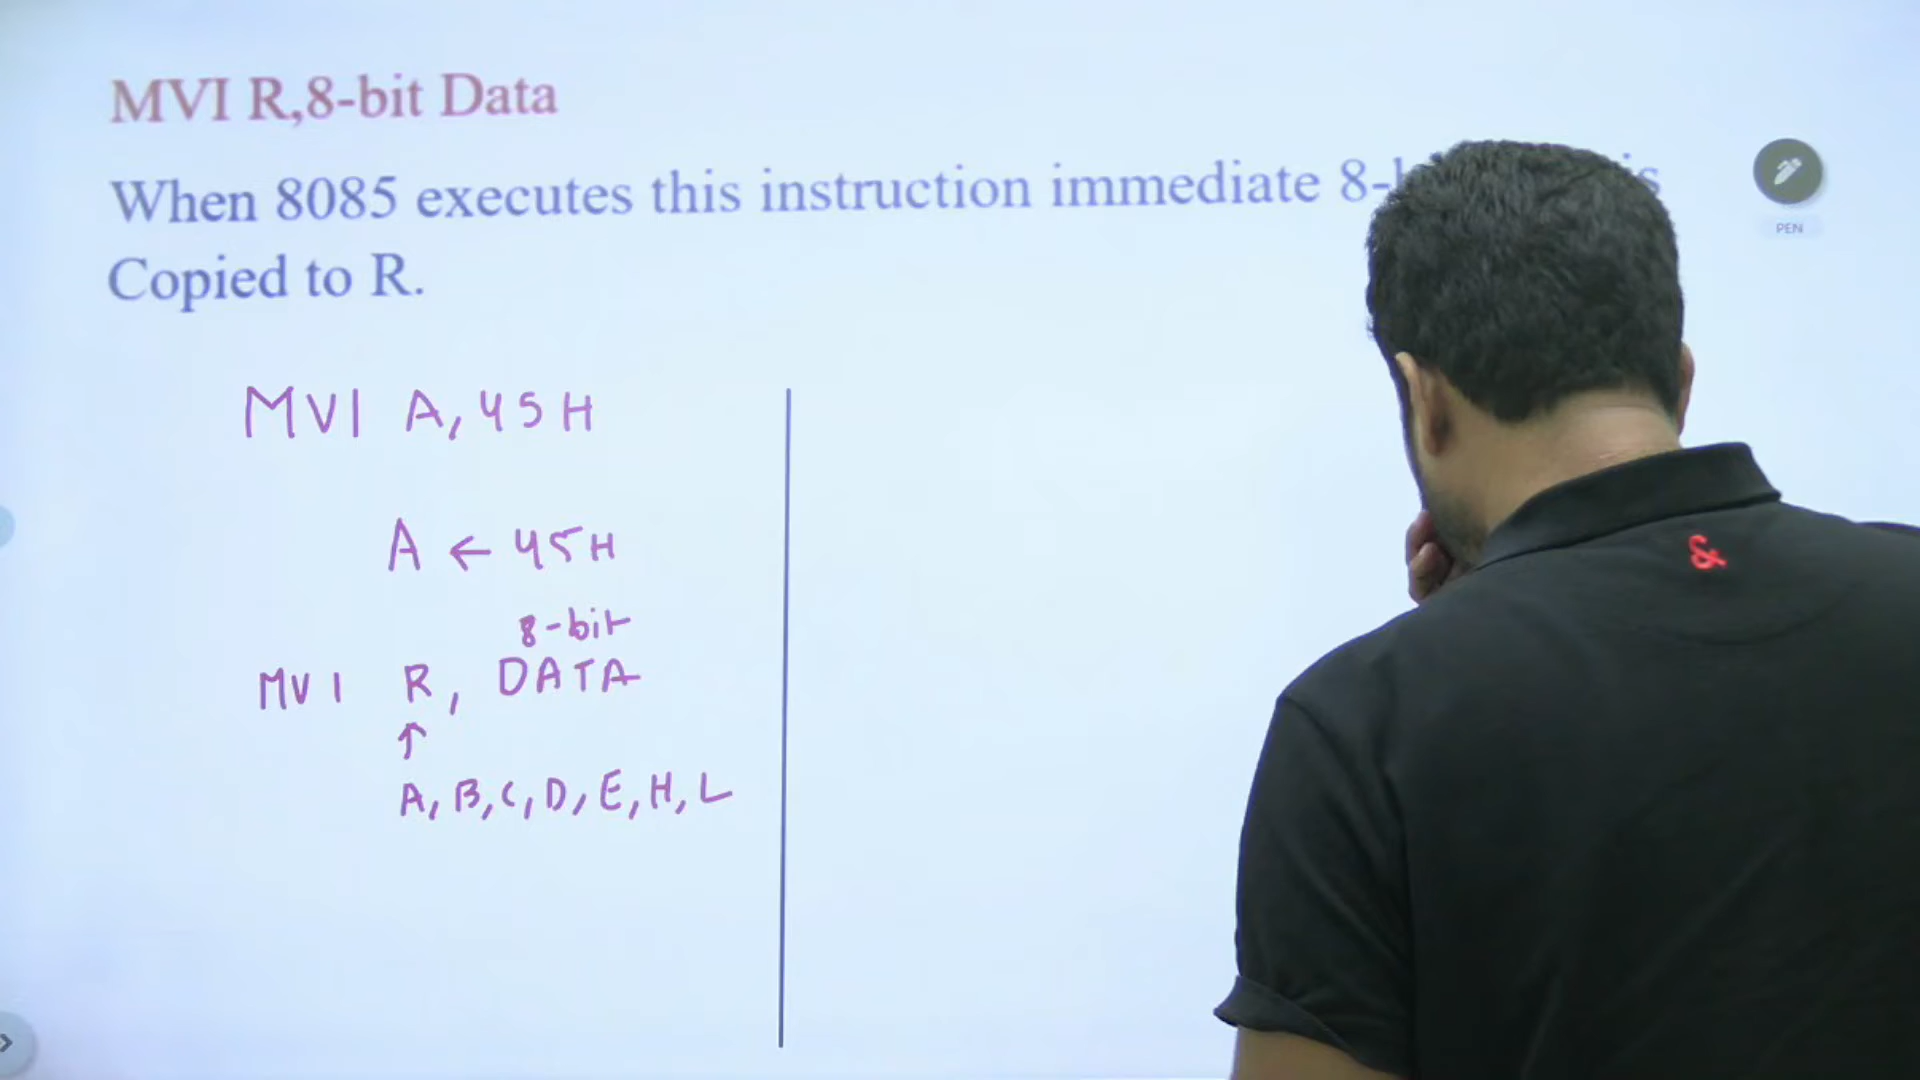 MVI R,8-bit Data
When 8085 executes this instruction immediate 8-
Copied to R.
PEN
MVI A, 45H
A ← 45H
8-bit
MVI R, DATA
↑
A, B, C, D, E, H, L
&